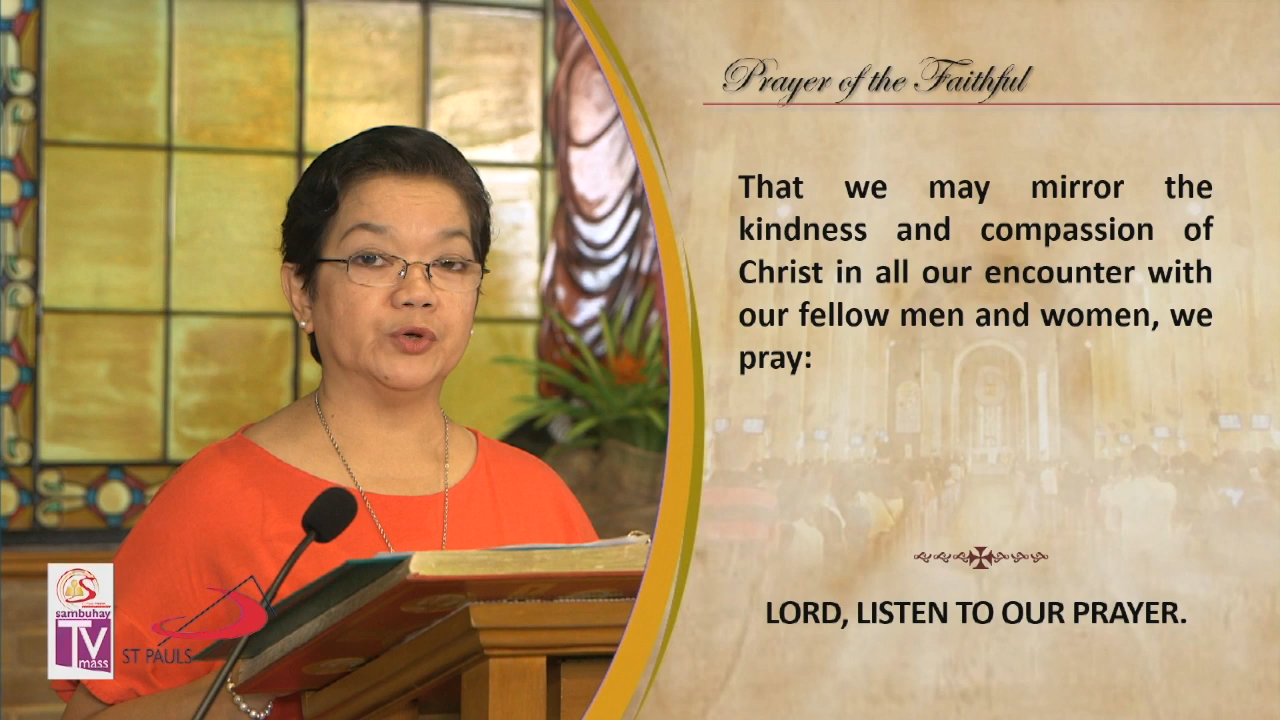 Prayer of the Faithful
That we may mirror the
kindness and compassion of
Christ in all our encounter with
our fellow men and women, we
pray:
LORD, LISTEN TO OUR PRAYER.
sambuhay
TV
mass
ST PAULS